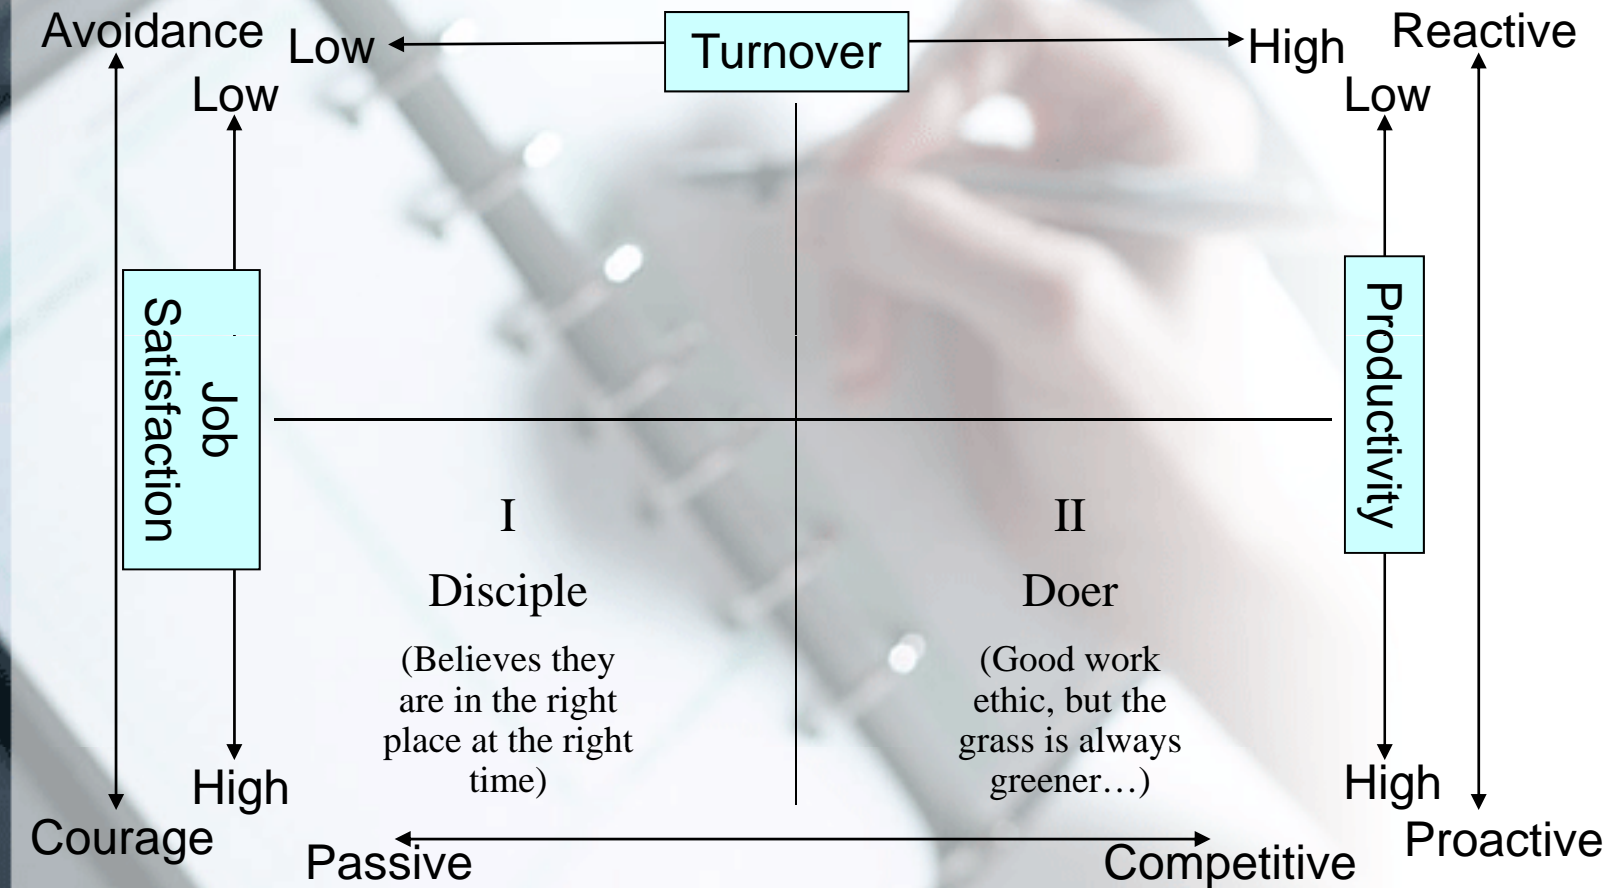 Avoidance
Low
Turnover
High
Reactive
Low
Low
Job
Satisfaction
Productivity
I
Disciple
(Believes they
are in the right
place at the right
time)
II
Doer
(Good work
ethic, but the
grass is always
greener…)
High
High
Courage
Passive
Competitive
Proactive